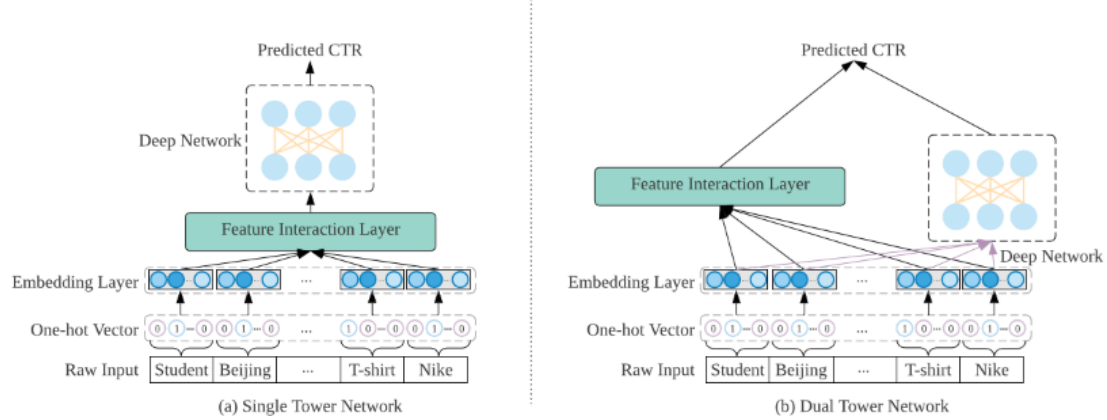 Predicted CTR
Deep Network
Feature Interaction Layer
Embedding Layer ...
One-hot Vector 0 1 ... 0 0 1 ... 0 ... 1 0 ... 0 0 1 ... 0
Raw Input Student Beijing ... T-shirt Nike
(a) Single Tower Network
Predicted CTR
Feature Interaction Layer
Deep Network
Embedding Layer ...
One-hot Vector 0 1 ... 0 0 1 ... 0 ... 1 0 ... 0 0 1 ... 0
Raw Input Student Beijing ... T-shirt Nike
(b) Dual Tower Network